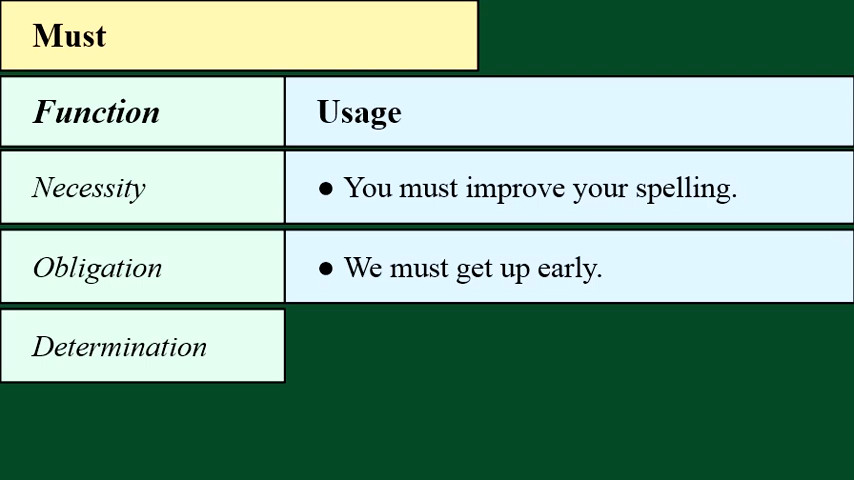 Must
Function Usage
Necessity ● You must improve your spelling.
Obligation ● We must get up early.
Determination